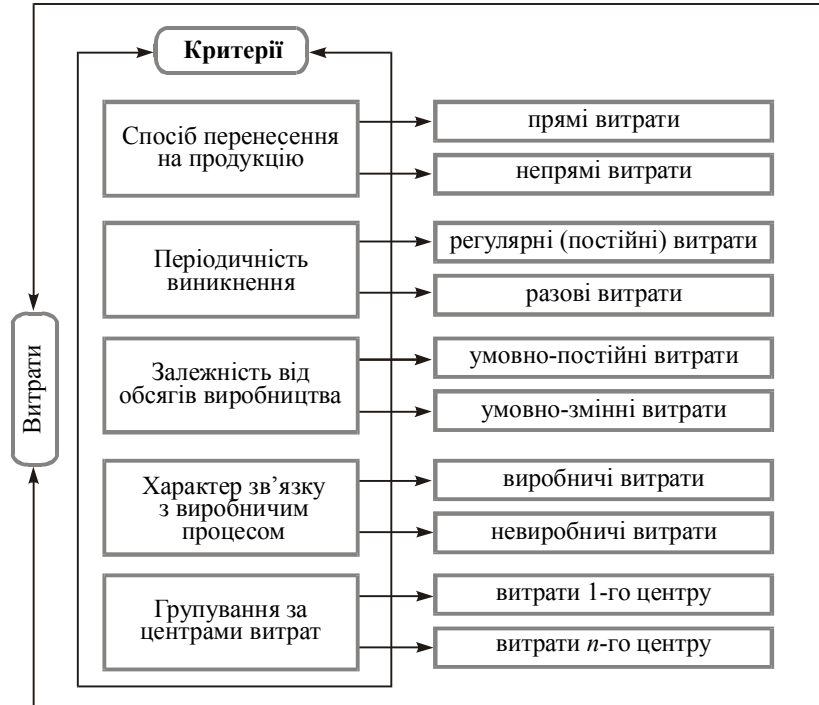 Критерії
Спосіб перенесення
на продукцію
прямі витрати
непрямі витрати
Періодичність
виникнення
регулярні (постійні) витрати
разові витрати
Витрати
Залежність від
обсягів виробництва
умовно-постійні витрати
умовно-змінні витрати
Характер зв’язку
з виробничим
процесом
виробничі витрати
невиробничі витрати
Групування за
центрами витрат
витрати 1-го центру
витрати n-го центру